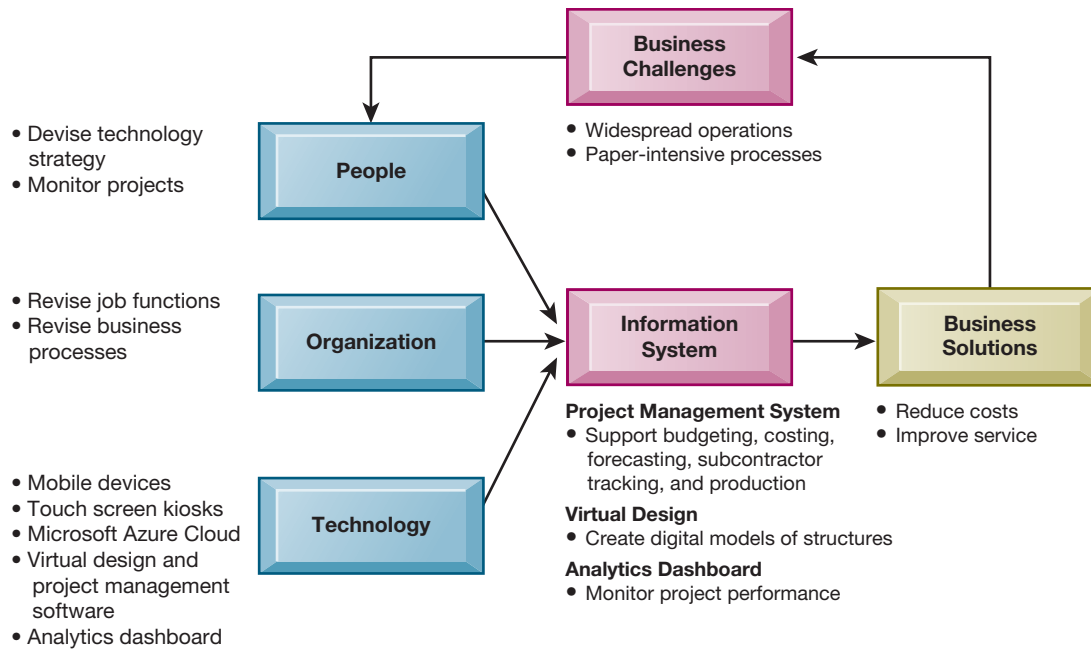 Business
Challenges
• Widespread operations
• Paper-intensive processes
• Devise technology
strategy
• Monitor projects
People
• Revise job functions
• Revise business
processes
Organization
Information
System
Business
Solutions
Project Management System
• Support budgeting, costing,
forecasting, subcontractor
tracking, and production
Virtual Design
• Create digital models of structures
Analytics Dashboard
• Monitor project performance
• Reduce costs
• Improve service
• Mobile devices
• Touch screen kiosks
• Microsoft Azure Cloud
• Virtual design and
project management
software
• Analytics dashboard
Technology